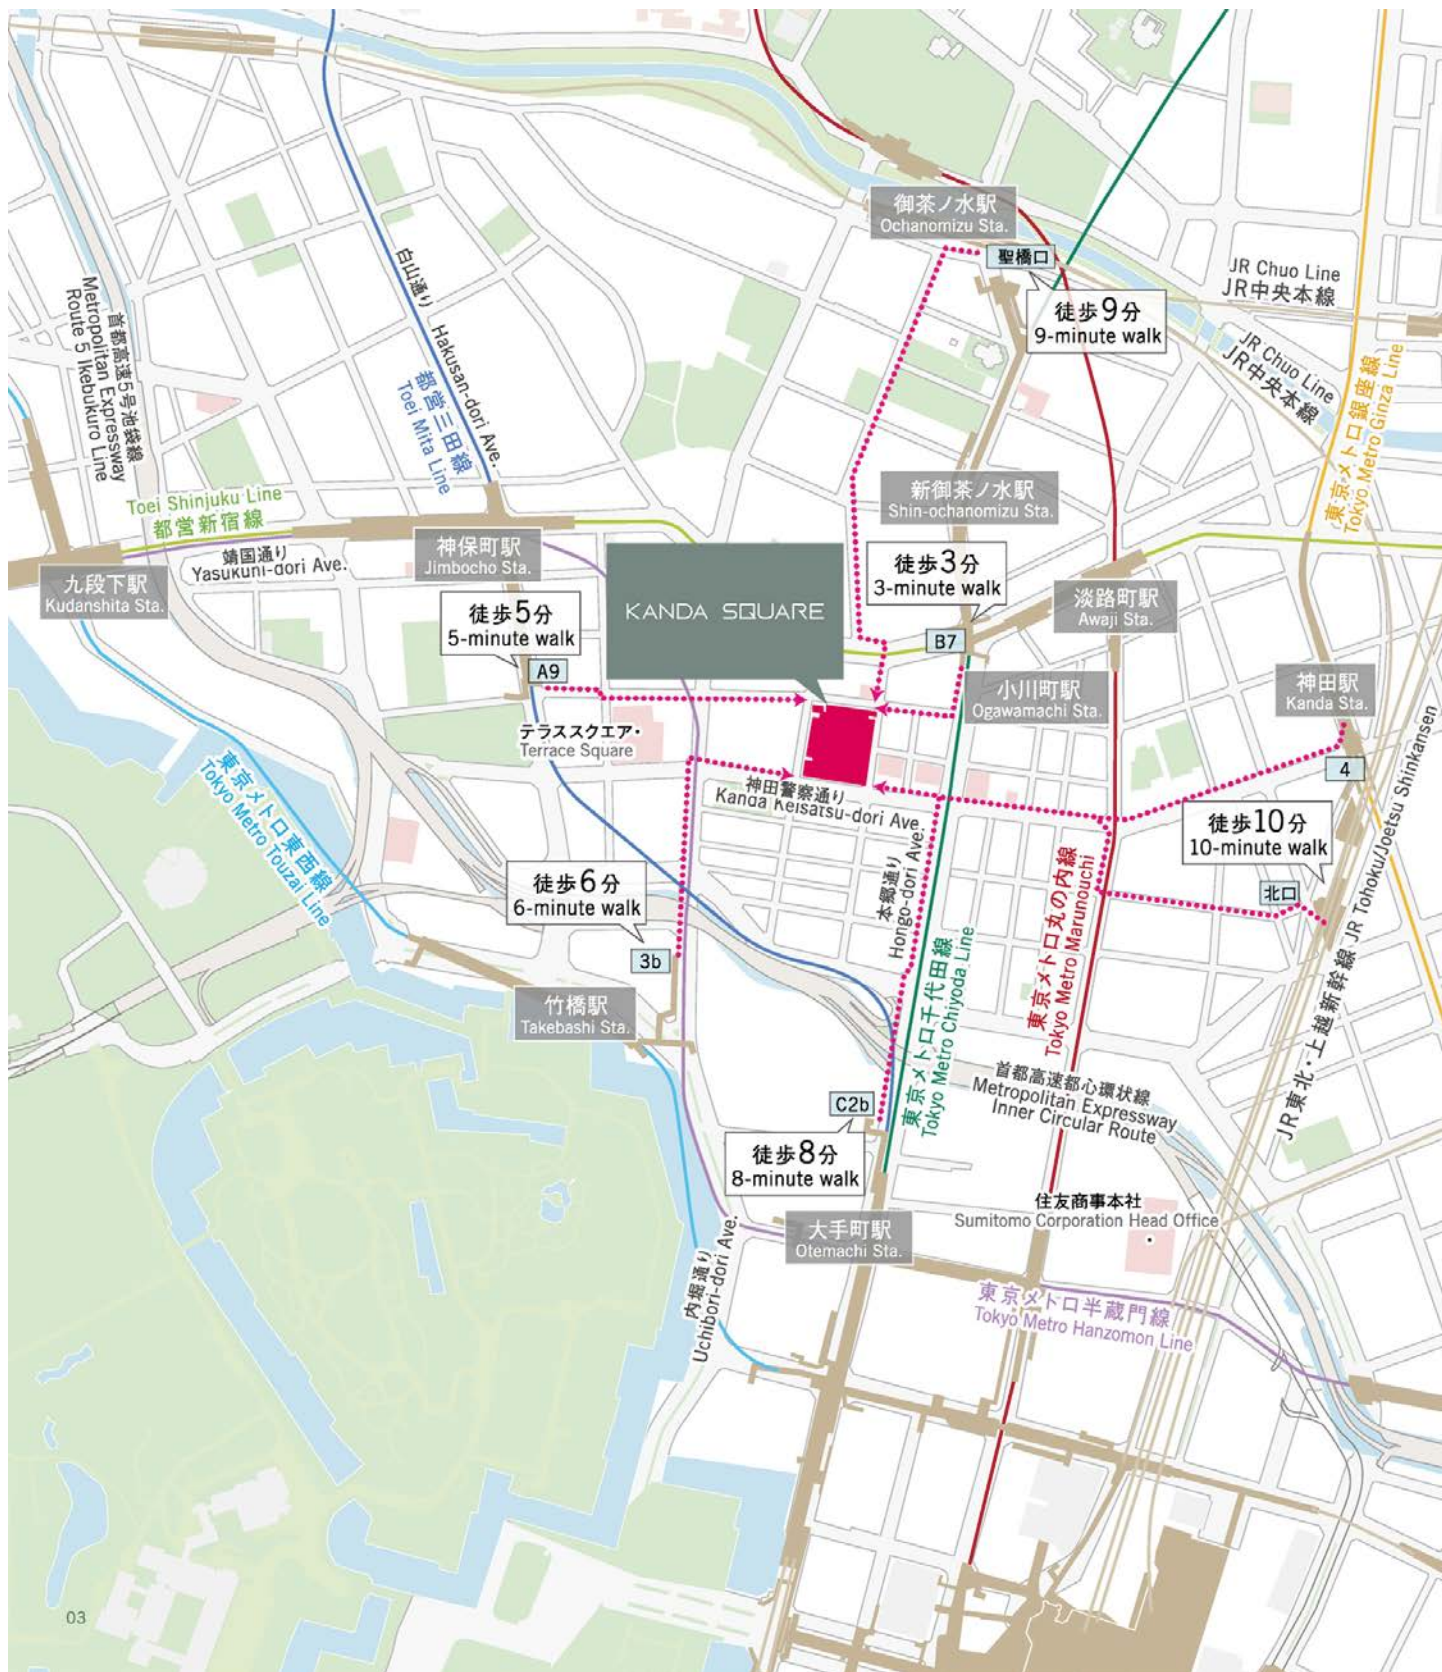 御茶ノ水駅
Ochanomizu Sta.
聖橋口
徒歩9分
9-minute walk
JR Chuo Line
JR中央本線
JR Chuo Line
JR中央本線
白山通り Hakusan-dori Ave.
首都高速5号池袋線
Metropolitan Expressway
Route 5 Ikebukuro Line
都営三田線
Toei Mita Line
東京メトロ銀座線
Tokyo Metro Ginza Line
新御茶ノ水駅
Shin-ochanomizu Sta.
Toei Shinjuku Line
都営新宿線
靖国通り
Yasukuni-dori Ave.
神保町駅
Jimbocho Sta.
九段下駅
Kudanshita Sta.
徒歩3分
3-minute walk
淡路町駅
Awaji Sta.
徒歩5分
5-minute walk
KANDA SQUARE
B7
A9
小川町駅
Ogawamachi Sta.
神田駅
Kanda Sta.
テラススクエア・
Terrace Square
4
神田警察通り
Kanda Keisatsu-dori Ave.
徒歩10分
10-minute walk
東京メトロ東西線
Tokyo Metro Touzai Line
徒歩6分
6-minute walk
北口
本郷通り
Hongo-dori Ave.
東京メトロ丸の内線
Tokyo Metro Marunouchi
3b
東京メトロ千代田線
Tokyo Metro Chiyoda Line
JR東北・上越新幹線 JR Tohoku/Joetsu Shinkansen
竹橋駅
Takebashi Sta.
首都高速都心環状線
Metropolitan Expressway
Inner Circular Route
C2b
徒歩8分
8-minute walk
住友商事本社
Sumitomo Corporation Head Office
大手町駅
Otemachi Sta.
内堀通り
Uchibori-dori Ave.
東京メトロ半蔵門線
Tokyo Metro Hanzomon Line
03